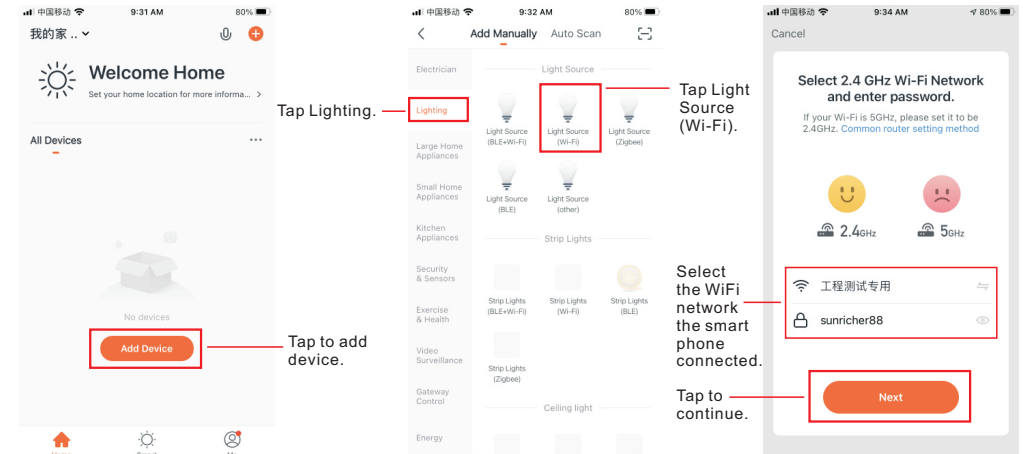 中国移动
9:31 AM
80%
我的家 ..
Welcome Home
Set your home location for more informa...
All Devices
No devices
Add Device
Tap to add
device.
中国移动
9:32 AM
80%
Add Manually
Auto Scan
Electrician
Lighting
Large Home
Appliances
Small Home
Appliances
Kitchen
Appliances
Security
& Sensors
Exercise
& Health
Video
Surveillance
Gateway
Control
Energy
Light Source
Light Source
(BLE+Wi-Fi)
Light Source
(Wi-Fi)
Light Source
(Zigbee)
Light Source
(BLE)
Light Source
(other)
Strip Lights
Strip Lights
(BLE+Wi-Fi)
Strip Lights
(Wi-Fi)
Strip Lights
(BLE)
Strip Lights
(Zigbee)
Ceiling light
Tap Lighting.
Tap Light
Source
(Wi-Fi).
中国移动
9:34 AM
80%
Cancel
Select 2.4 GHz Wi-Fi Network
and enter password.
If your Wi-Fi is 5GHz, please set it to be
2.4GHz. Common router setting method
2.4GHz
5GHz
工程测试专用
sunricher88
Next
Select
the WiFi
network
the smart
phone
connected.
Tap to
continue.